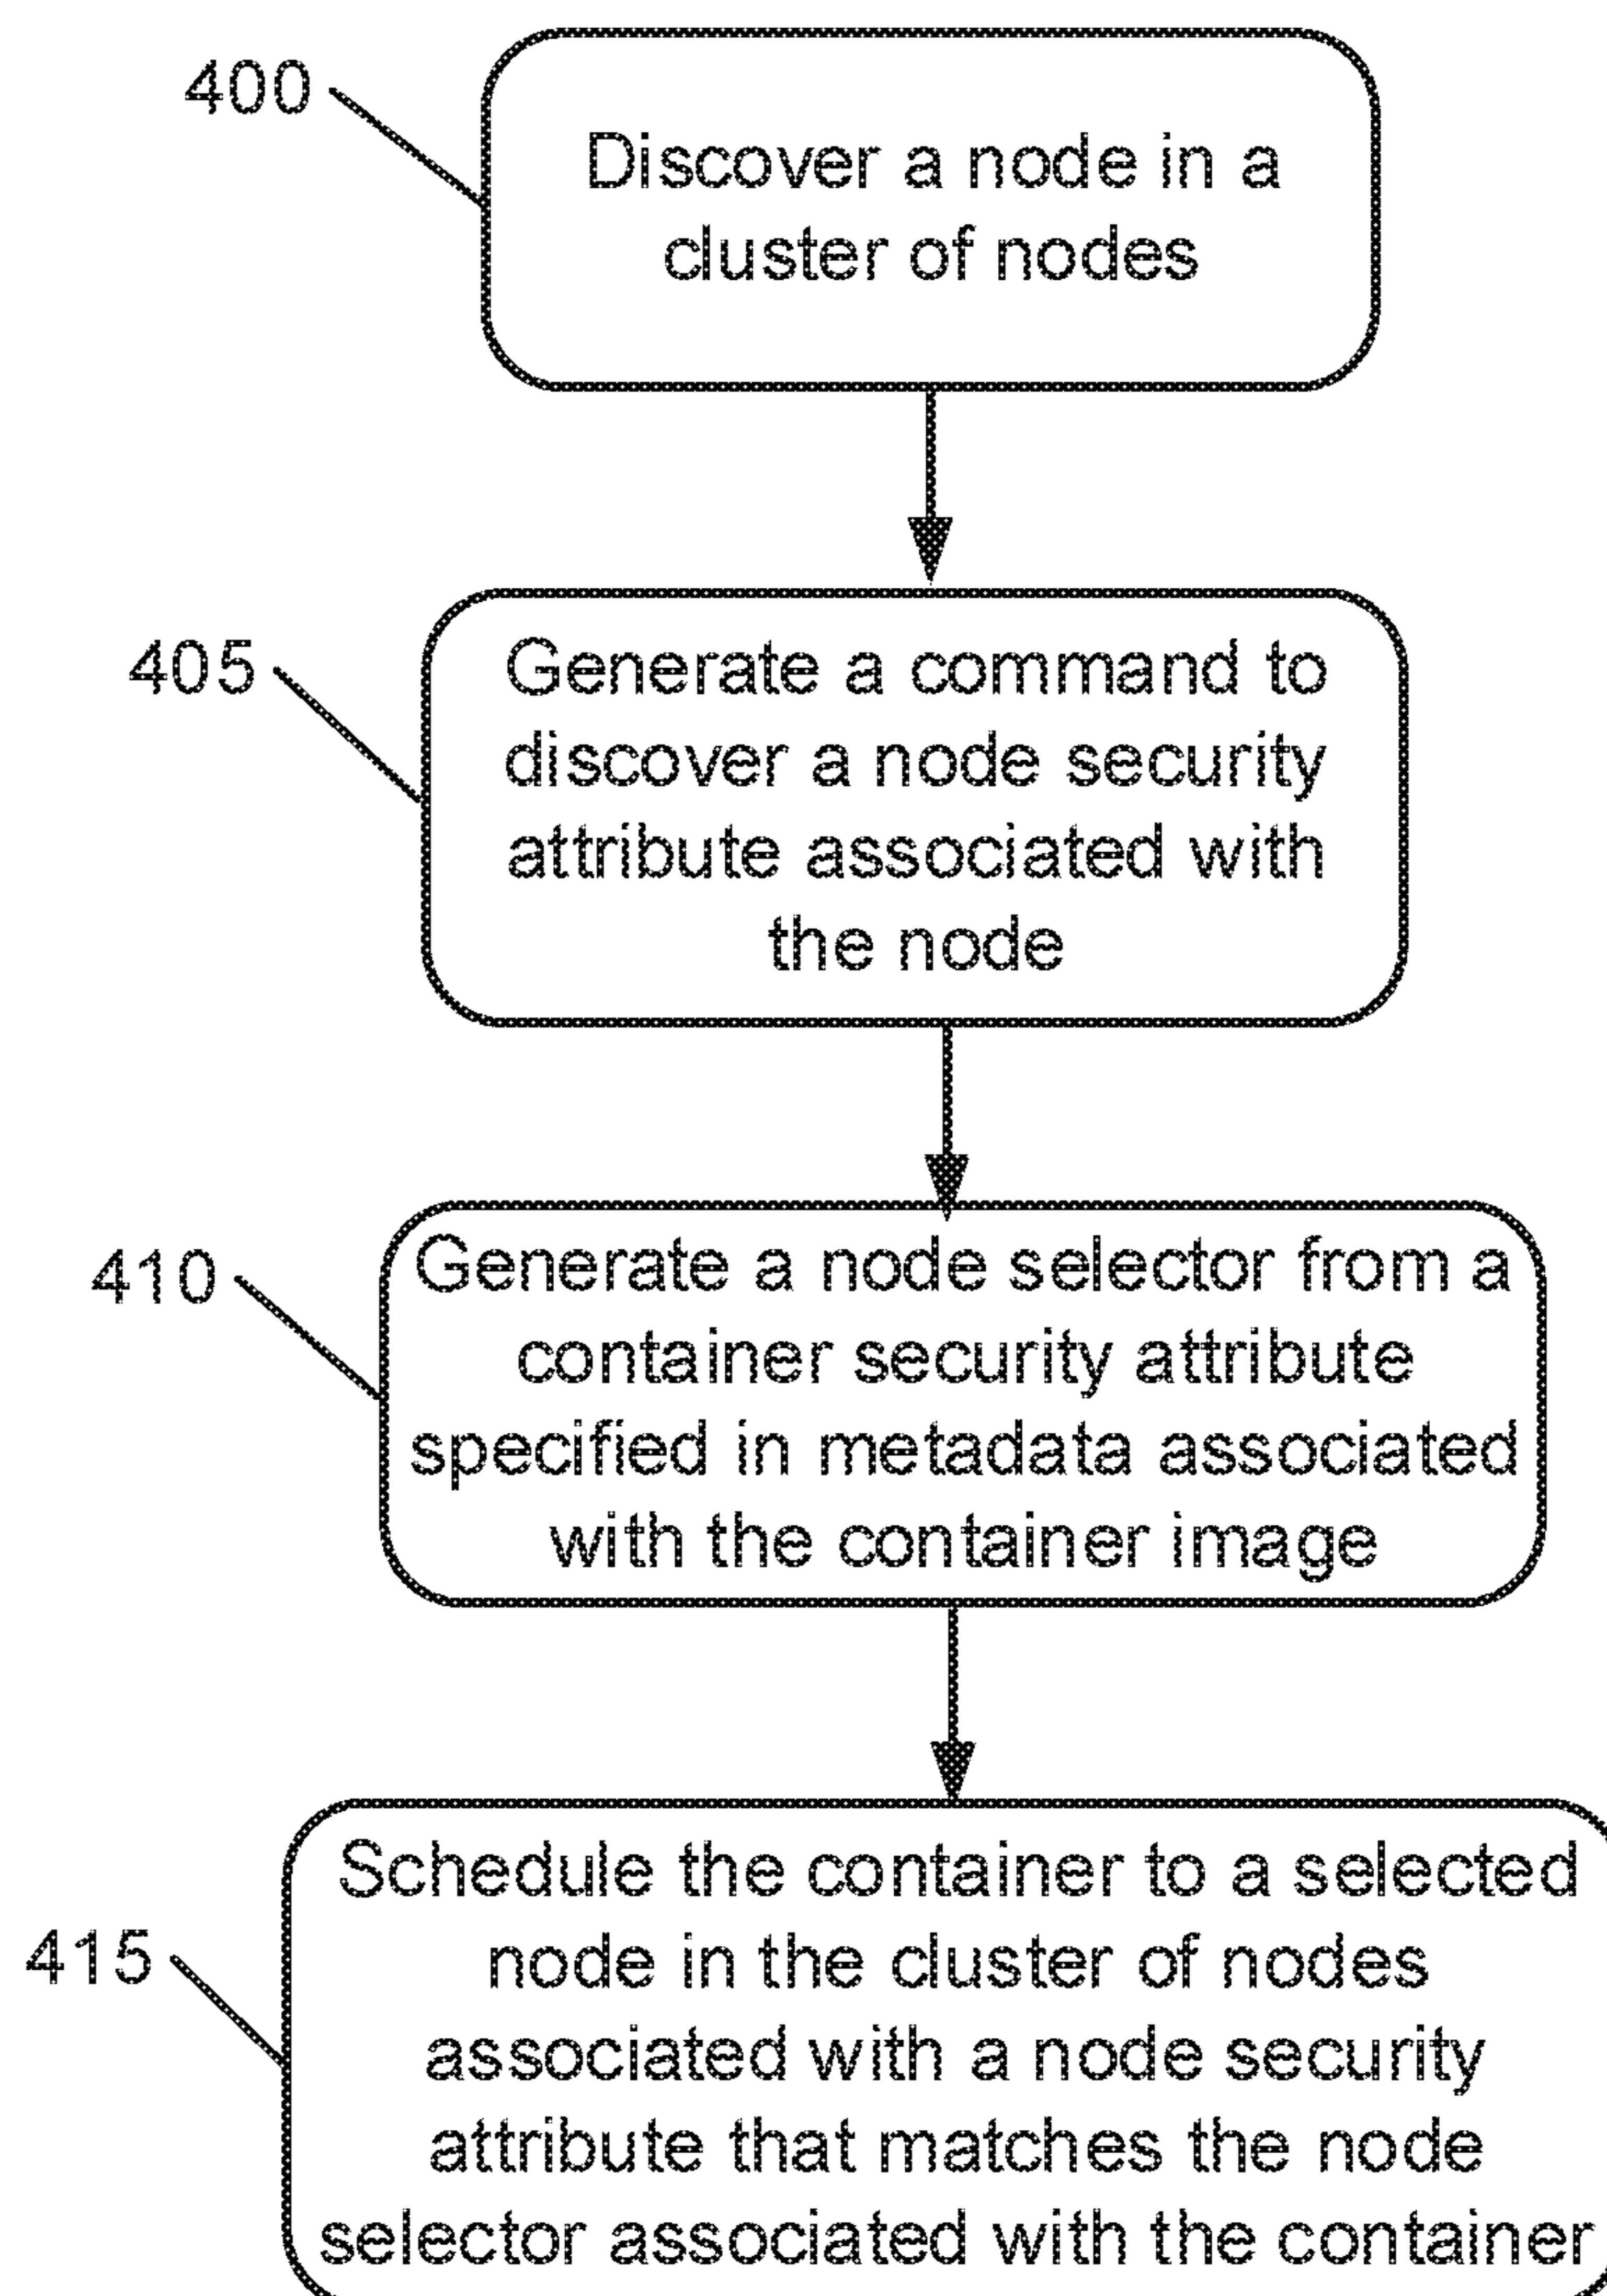 400
Discover a node in a
cluster of nodes
405
Generate a command to
discover a node security
attribute associated with
the node
410
Generate a node selector from a
container security attribute
specified in metadata associated
with the container image
415
Schedule the container to a selected
node in the cluster of nodes
associated with a node security
attribute that matches the node
selector associated with the container